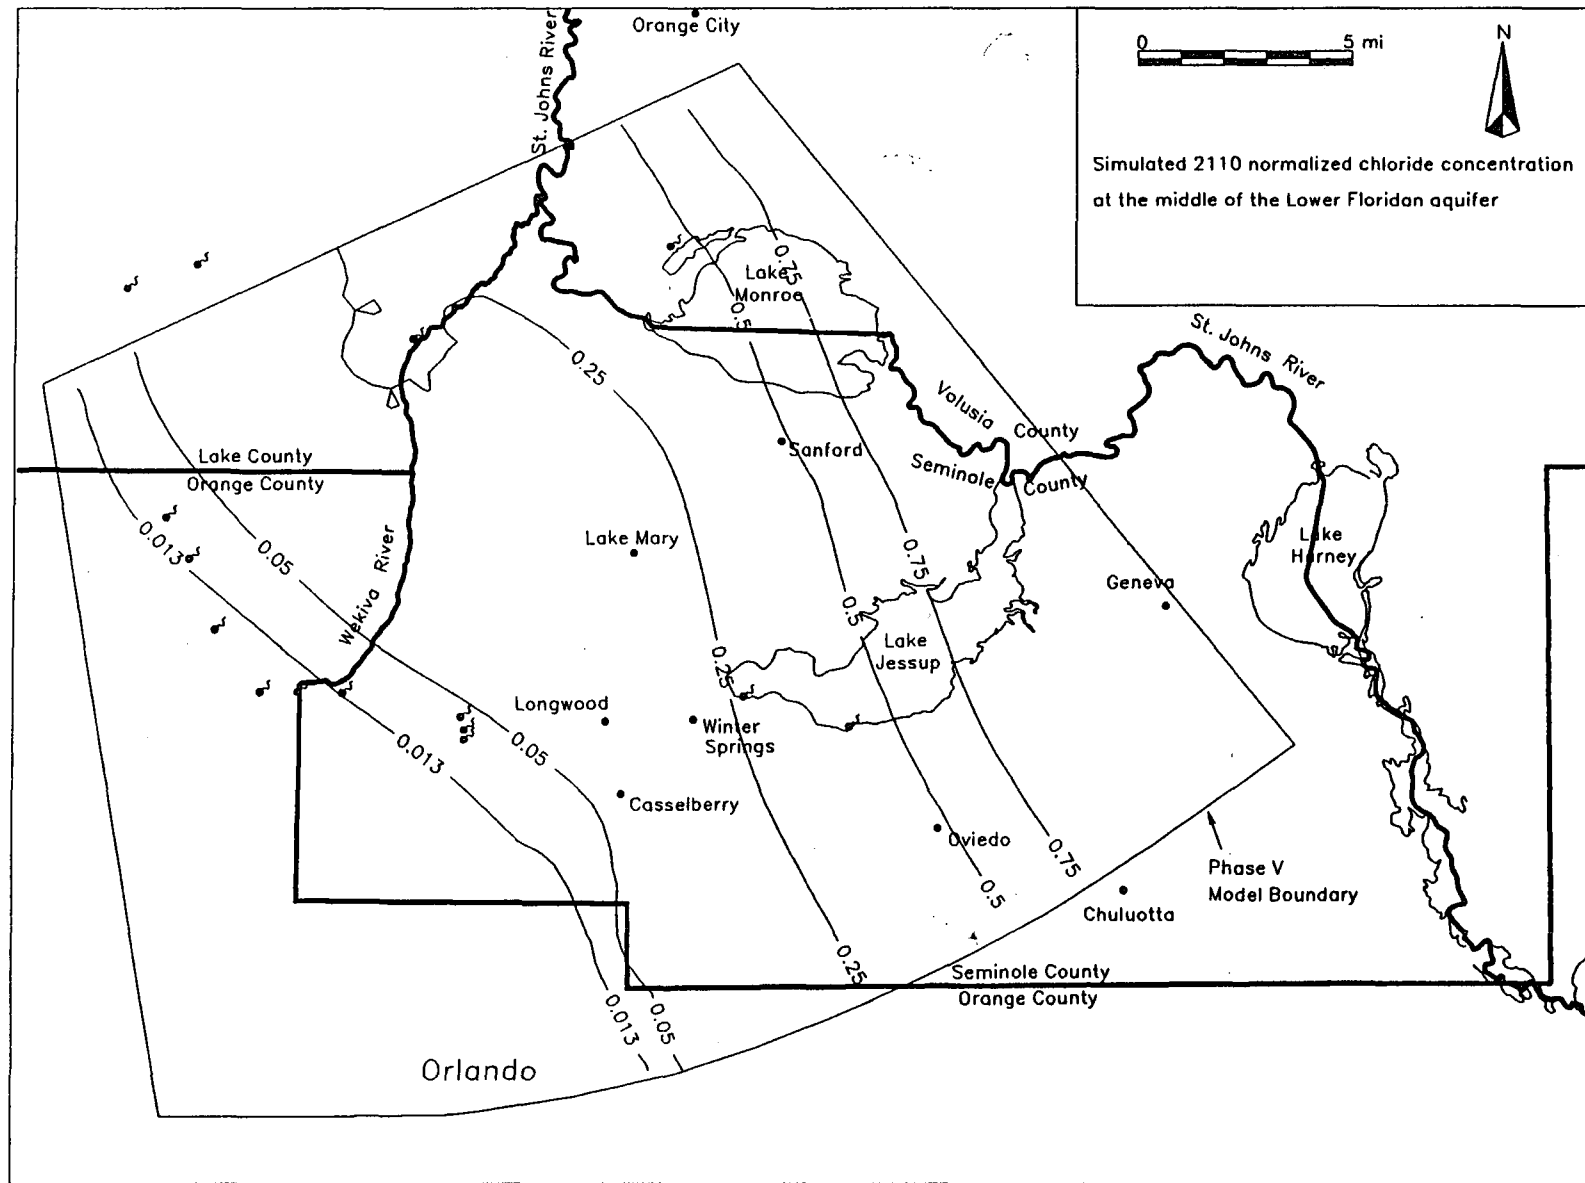 Orange City
St. Johns River
0 5 mi
N
Simulated 2110 normalized chloride concentration
at the middle of the Lower Floridan aquifer
Lake
Monroe
0.75
0.5
0.25
St. Johns River
Volusia County
Seminole County
Sanford
Lake County
Orange County
Lake
Harney
0.013
0.05
Wekiva River
Lake Mary
0.75
Geneva
0.5
Lake
Jessup
0.25
Longwood
Winter
Springs
0.013
0.05
Casselberry
Oviedo
0.75
Phase V
Model Boundary
0.5
Chuluotta
0.25
Seminole County
Orange County
0.013
0.05
Orlando